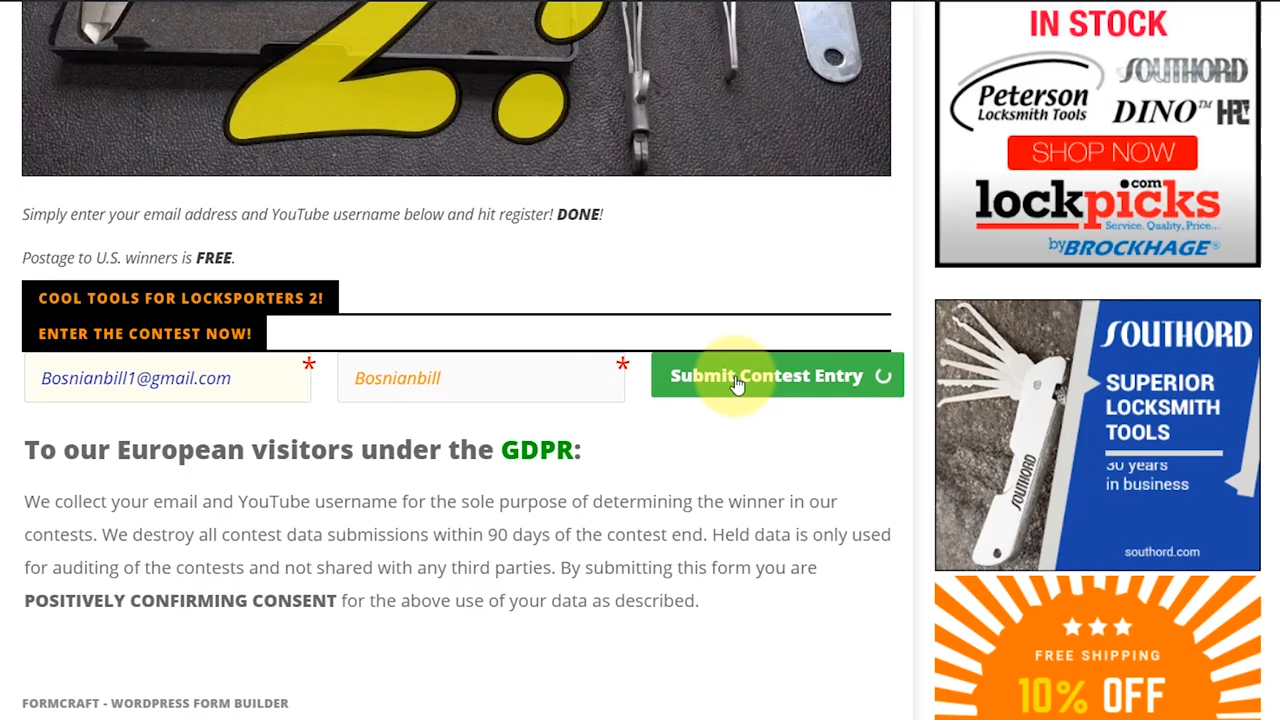 2:
Simply enter your email address and YouTube username below and hit register! DONE!
Postage to U.S. winners is FREE.
COOL TOOLS FOR LOCKSPORTERS 2!
ENTER THE CONTEST NOW!
Bosnianbill1@gmail.com *
Bosnianbill *
Submit Contest Entry
To our European visitors under the GDPR:
We collect your email and YouTube username for the sole purpose of determining the winner in our
contests. We destroy all contest data submissions within 90 days of the contest end. Held data is only used
for auditing of the contests and not shared with any third parties. By submitting this form you are
POSITIVELY CONFIRMING CONSENT for the above use of your data as described.
FORMCRAFT - WORDPRESS FORM BUILDER
IN STOCK
Peterson
Locksmith Tools
SOUTHORD
DINO™ HPC
SHOP NOW
lockpicks.com
Service, Quality, Price...
by BROCKHAGE®
SOUTHORD
SUPERIOR
LOCKSMITH
TOOLS
30 years
in business
SOUTHORD
southord.com
FREE SHIPPING
10% OFF